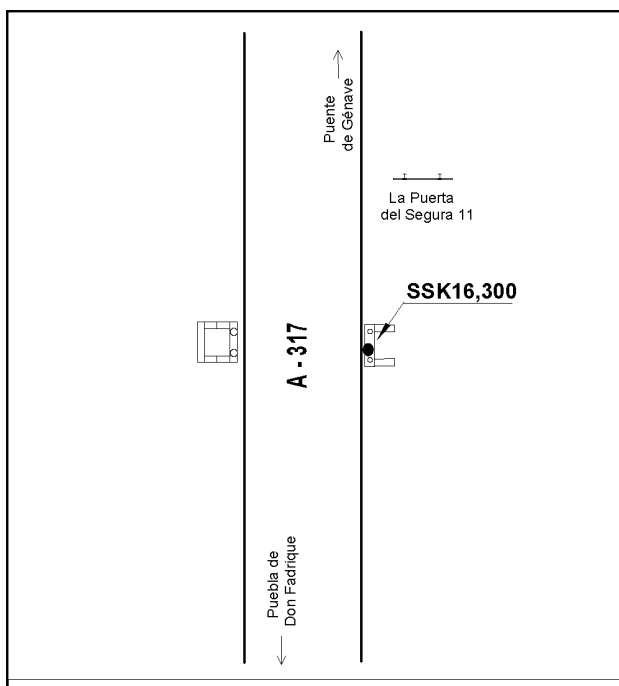 Puente
de Génave
La Puerta
del Segura 11
SSK16,300
A - 317
Puebla de
Don Fadrique